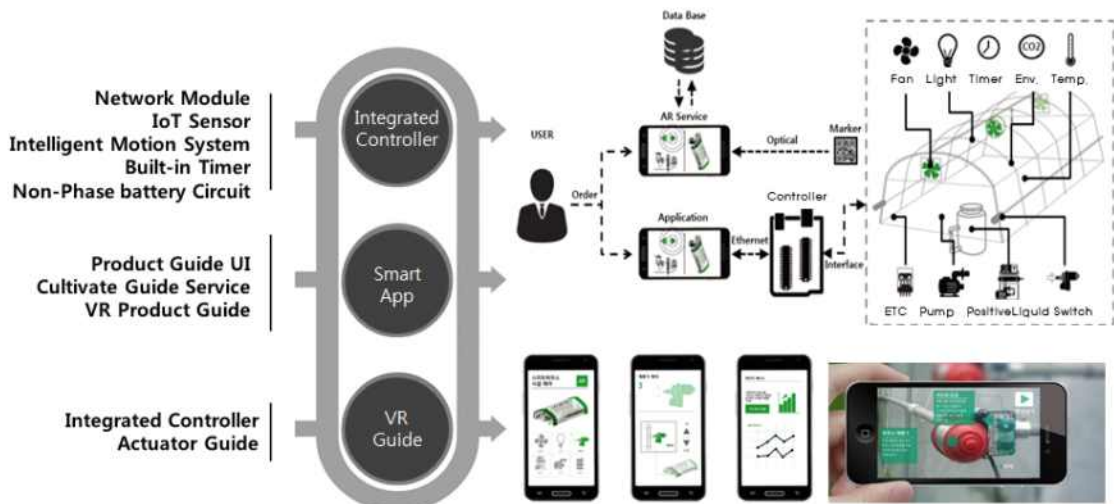 Network Module
IoT Sensor
Intelligent Motion System
Built-in Timer
Non-Phase battery Circuit
Product Guide UI
Cultivate Guide Service
VR Product Guide
Integrated Controller
Actuator Guide
Integrated
Controller
Smart
App
VR
Guide
USER
Order
Data Base
AR Service
Optical
Marker
Application
Ethernet
Controller
Interface
CO2
Fan Light Timer Env. Temp.
ETC Pump PositiveLiquid Switch